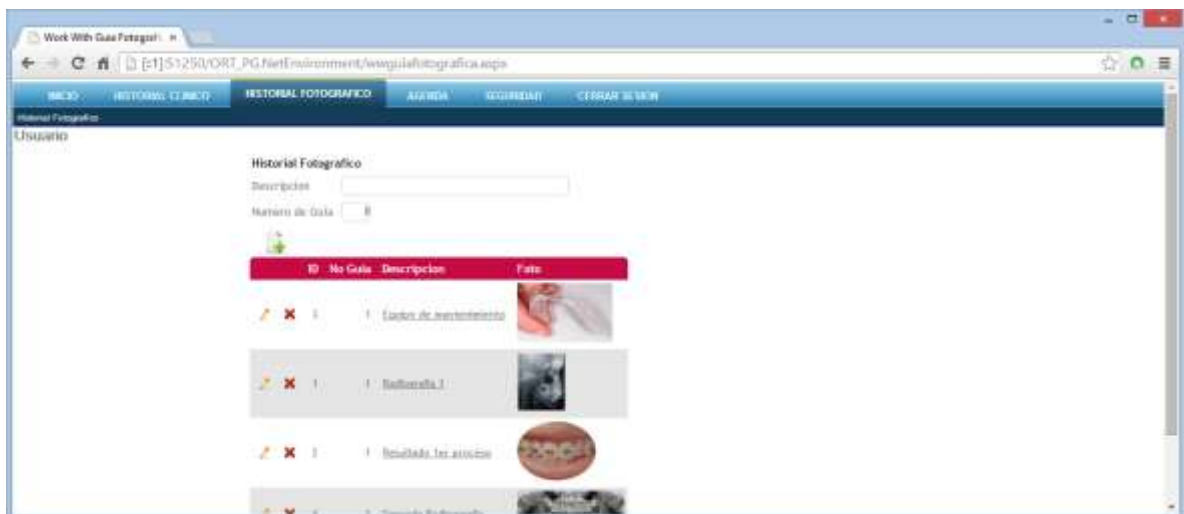 Work With Guia Fotografi
[::1]:51250/ORT_PG.NetEnvironment/wwguiafotografica.aspx
INICIO HISTORIAL CLINICO HISTORIAL FOTOGRAFICO AGENDA SEGURIDAD CERRAR SESION
Historial Fotografico
Usuario
Historial Fotografico
Descripcion
Numero de Guia 0
ID No Guia Descripcion Foto
1 Equipo de mantenimiento
1 1 Radiografia 1
1 Resultado 1er proceso
Segunda Radiografia